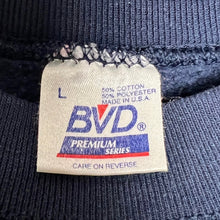 L
50% COTTON
50% POLYESTER
MADE IN U.S.A.
BVD®
PREMIUM
SERIES
CARE ON REVERSE